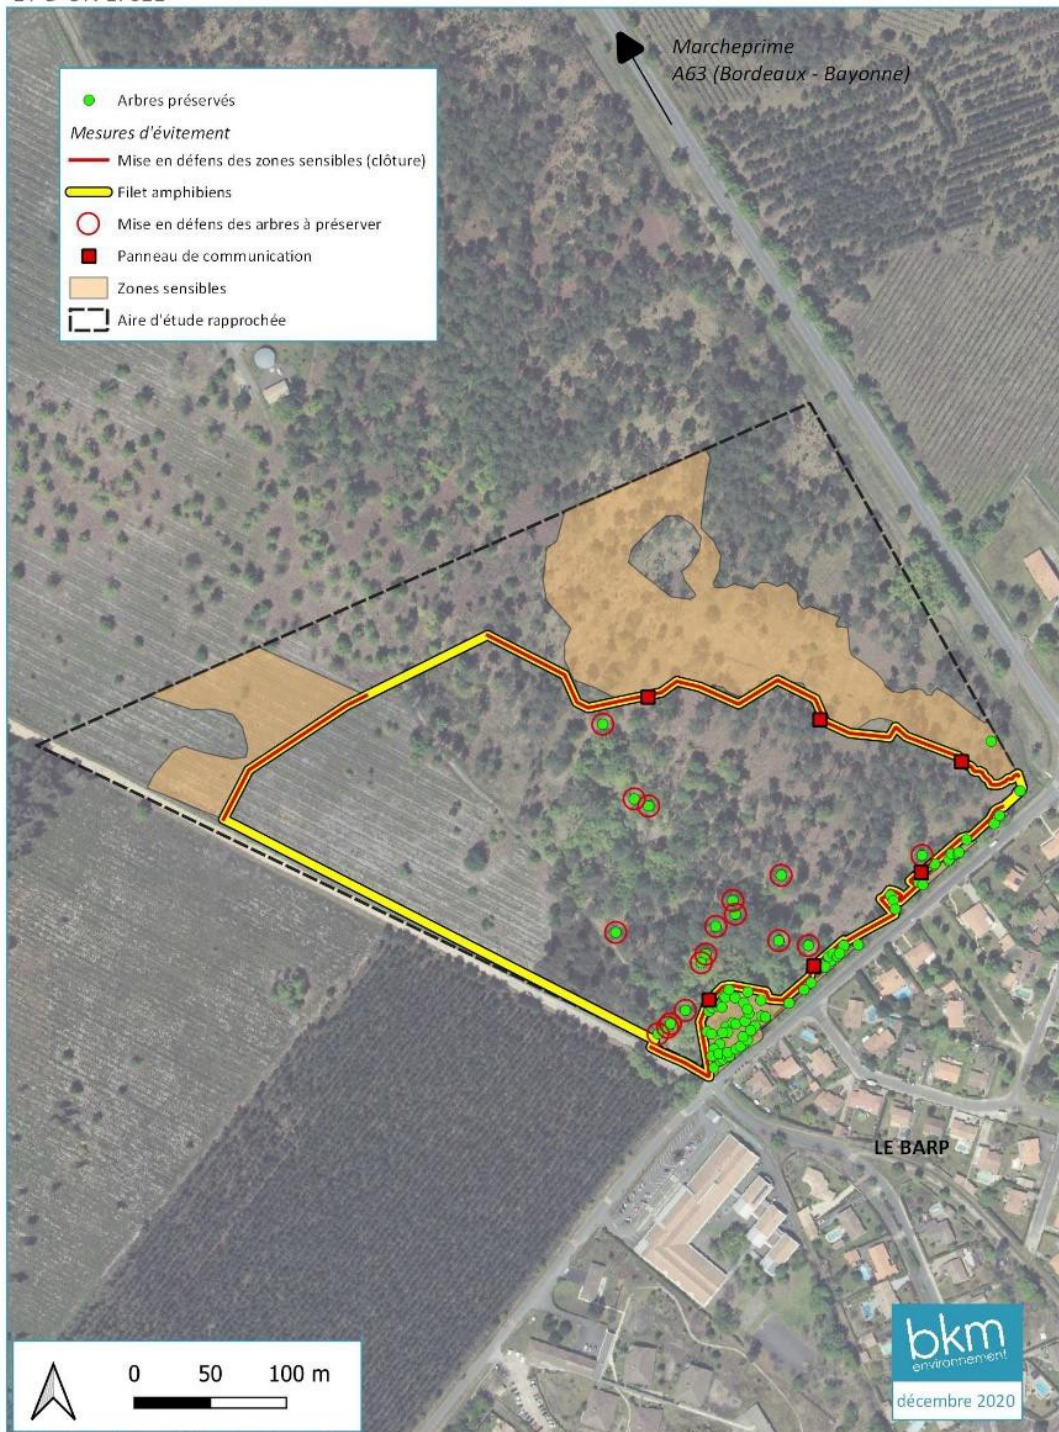 Marcheprime
A63 (Bordeaux - Bayonne)
Arbres préservés
Mesures d'évitement
Mise en défens des zones sensibles (clôture)
Filet amphibiens
Mise en défens des arbres à préserver
Panneau de communication
Zones sensibles
Aire d'étude rapprochée
LE BARP
0 50 100 m
bkm
environnement
décembre 2020